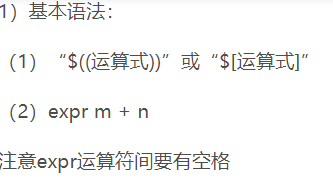 1）基本语法：
（1）“$((运算式))”或“$[运算式]”
（2）expr m + n
注意expr运算符间要有空格